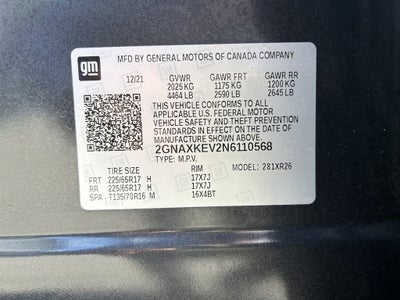 gm
MFD BY GENERAL MOTORS OF CANADA COMPANY
12/21 GVWR GAWR FRT GAWR RR
2025 KG 1175 KG 1200 KG
4464 LB 2590 LB 2645 LB
THIS VEHICLE CONFORMS TO ALL
APPLICABLE U.S. FEDERAL MOTOR
VEHICLE SAFETY AND THEFT PREVENTION
STANDARDS IN EFFECT ON THE DATE OF
MANUFACTURE SHOWN ABOVE.
2GNAXKEV2N6110568
TYPE: M.P.V. MODEL: 281XR26
TIRE SIZE RIM
FRT 225/65R17 H 17X7J
RR 225/65R17 H 17X7J
SPA T135/70R16 M 16X4BT